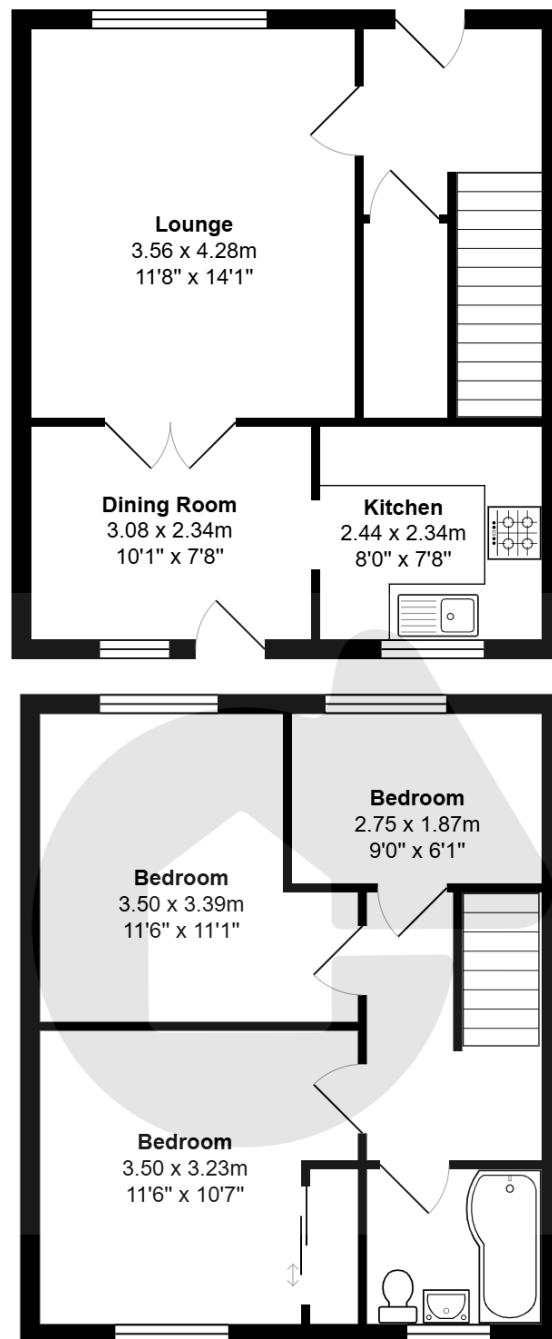 Lounge
3.56 x 4.28m
11'8" x 14'1"
Dining Room
3.08 x 2.34m
10'1" x 7'8"
Kitchen
2.44 x 2.34m
8'0" x 7'8"
Bedroom
2.75 x 1.87m
9'0" x 6'1"
Bedroom
3.50 x 3.39m
11'6" x 11'1"
Bedroom
3.50 x 3.23m
11'6" x 10'7"